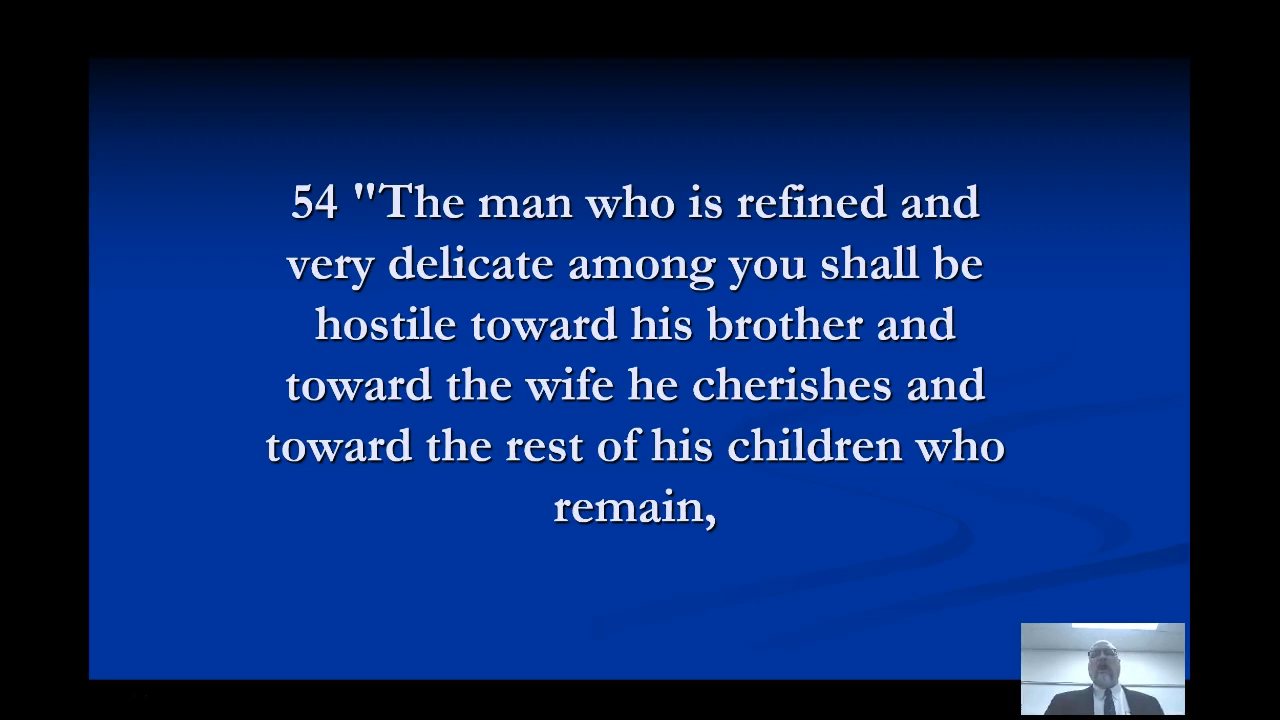 54 "The man who is refined and
very delicate among you shall be
hostile toward his brother and
toward the wife he cherishes and
toward the rest of his children who
remain,